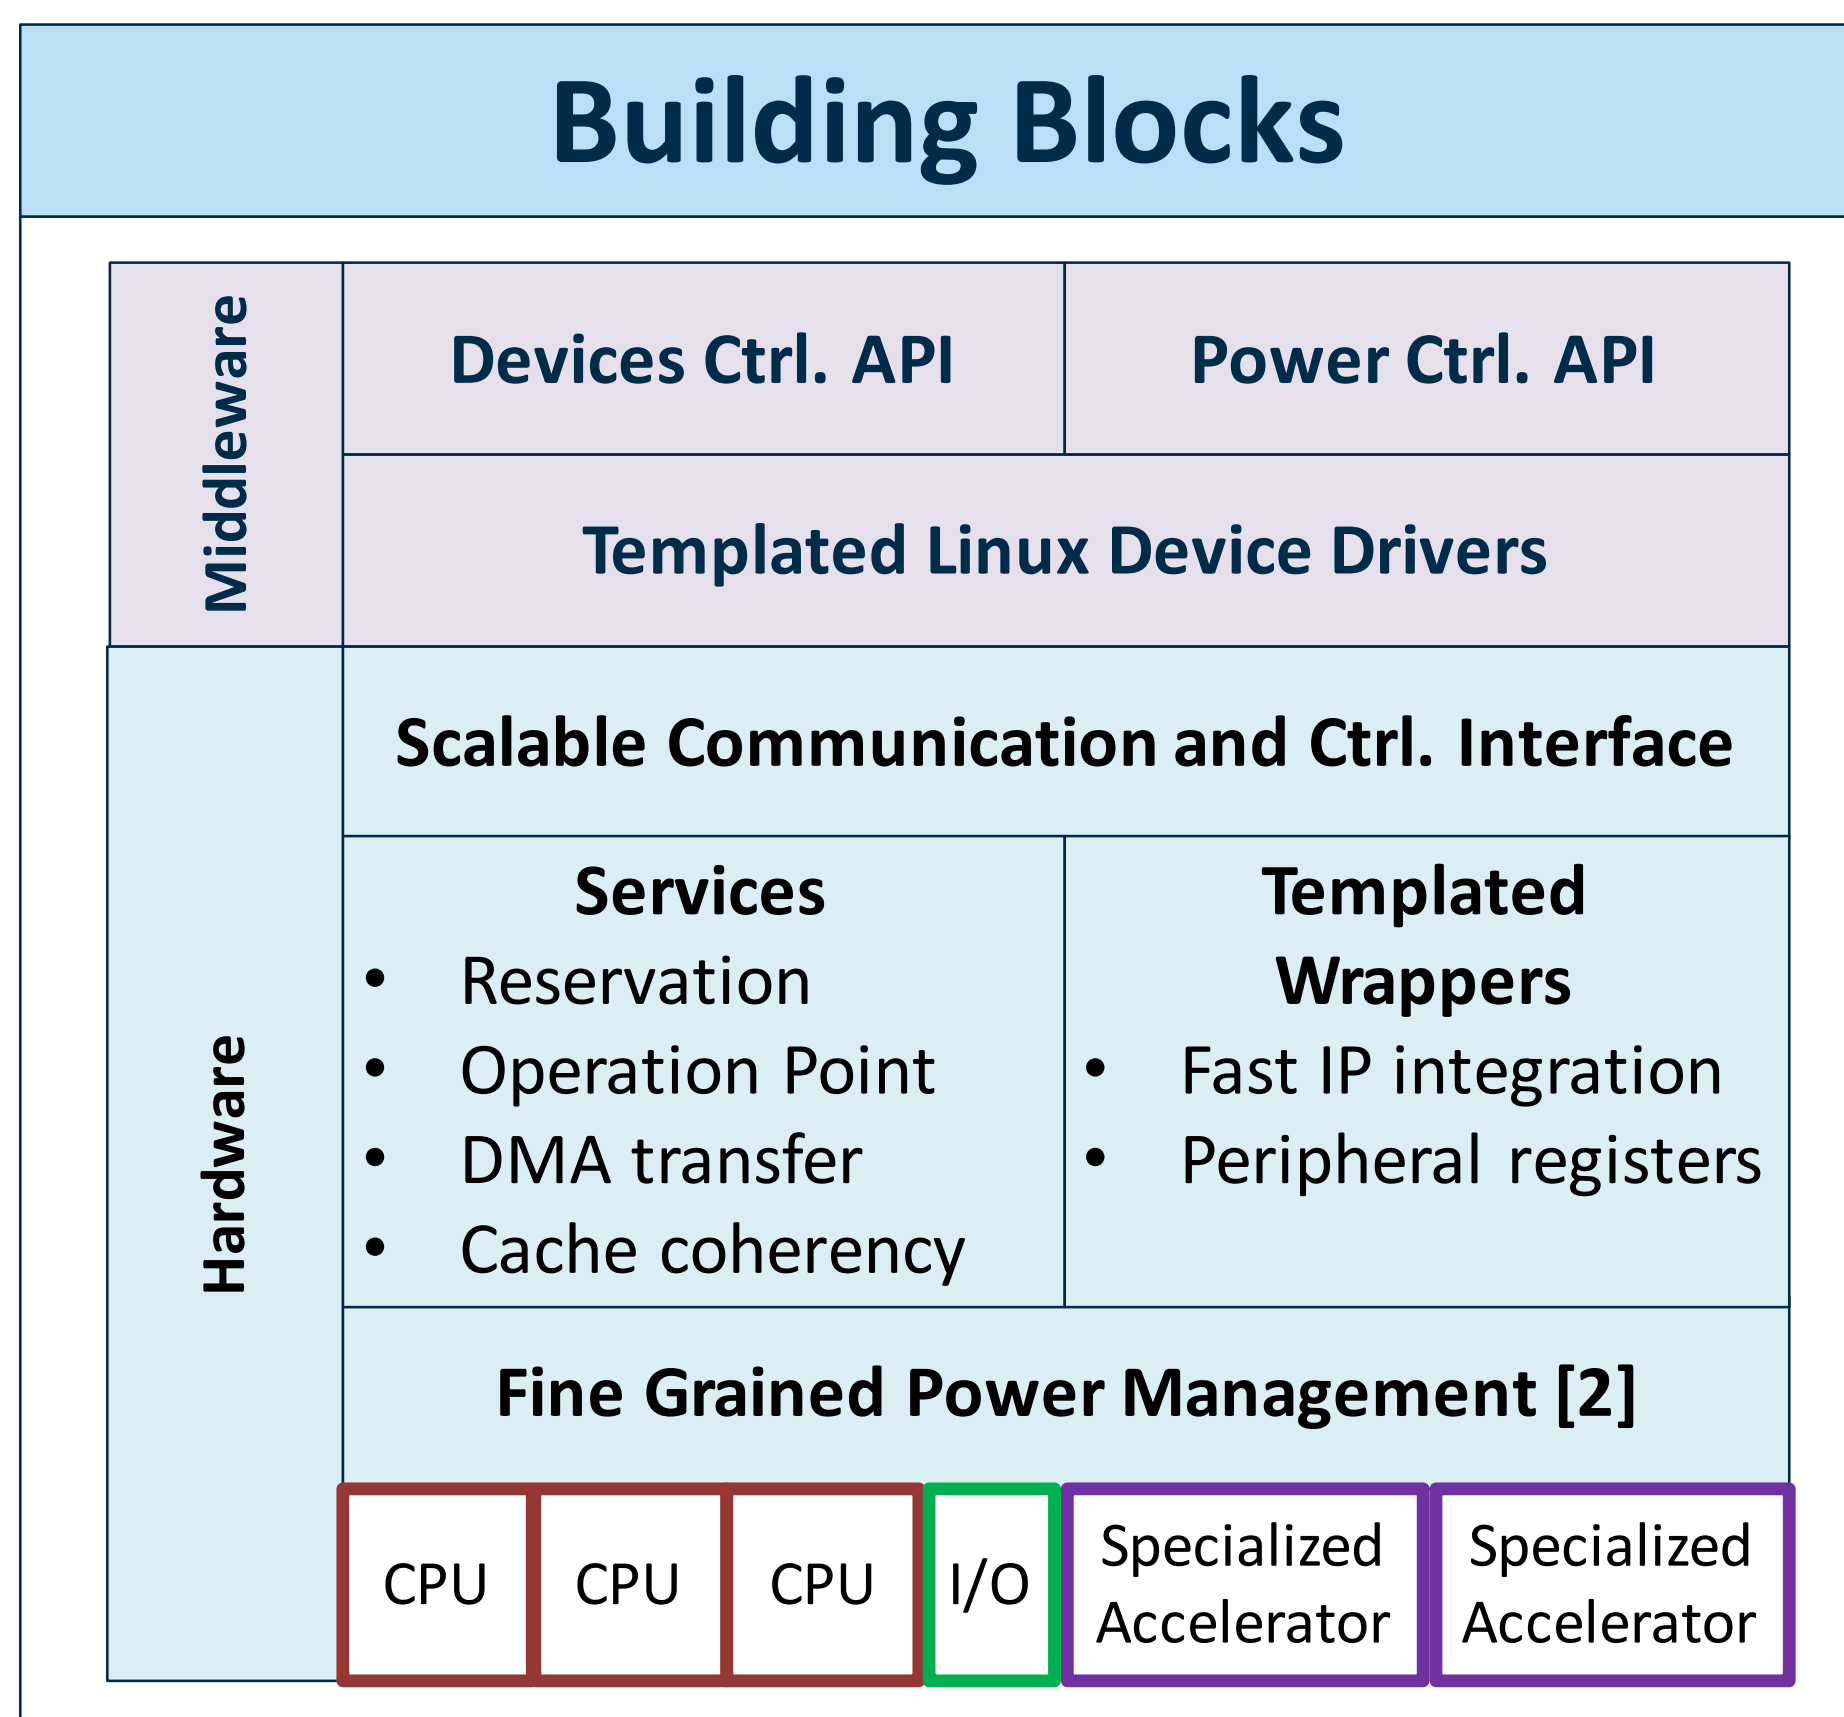 Building Blocks
Middleware
Devices Ctrl. API
Power Ctrl. API
Templated Linux Device Drivers
Hardware
Scalable Communication and Ctrl. Interface
Services
• Reservation
• Operation Point
• DMA transfer
• Cache coherency
Templated
Wrappers
• Fast IP integration
• Peripheral registers
Fine Grained Power Management [2]
CPU
CPU
CPU
I/O
Specialized
Accelerator
Specialized
Accelerator